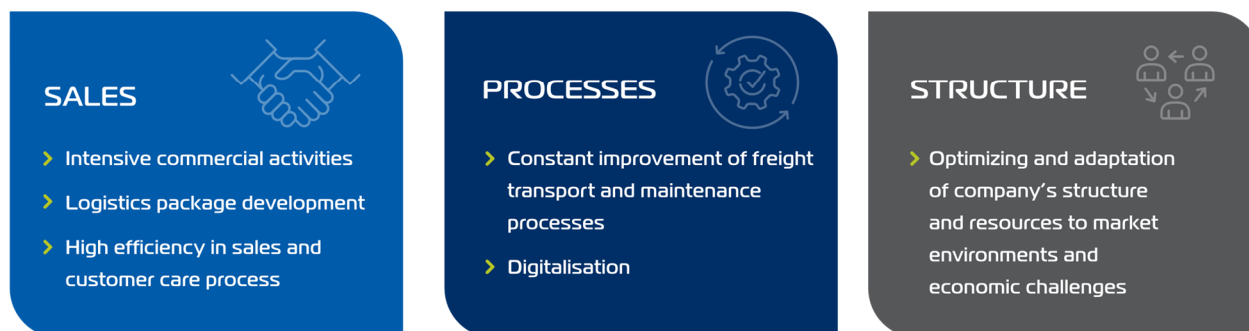 SALES
Intensive commercial activities
Logistics package development
High efficiency in sales and
customer care process
PROCESSES
Constant improvement of freight
transport and maintenance
processes
Digitalisation
STRUCTURE
Optimizing and adaptation
of company's structure
and resources to market
environments and
economic challenges